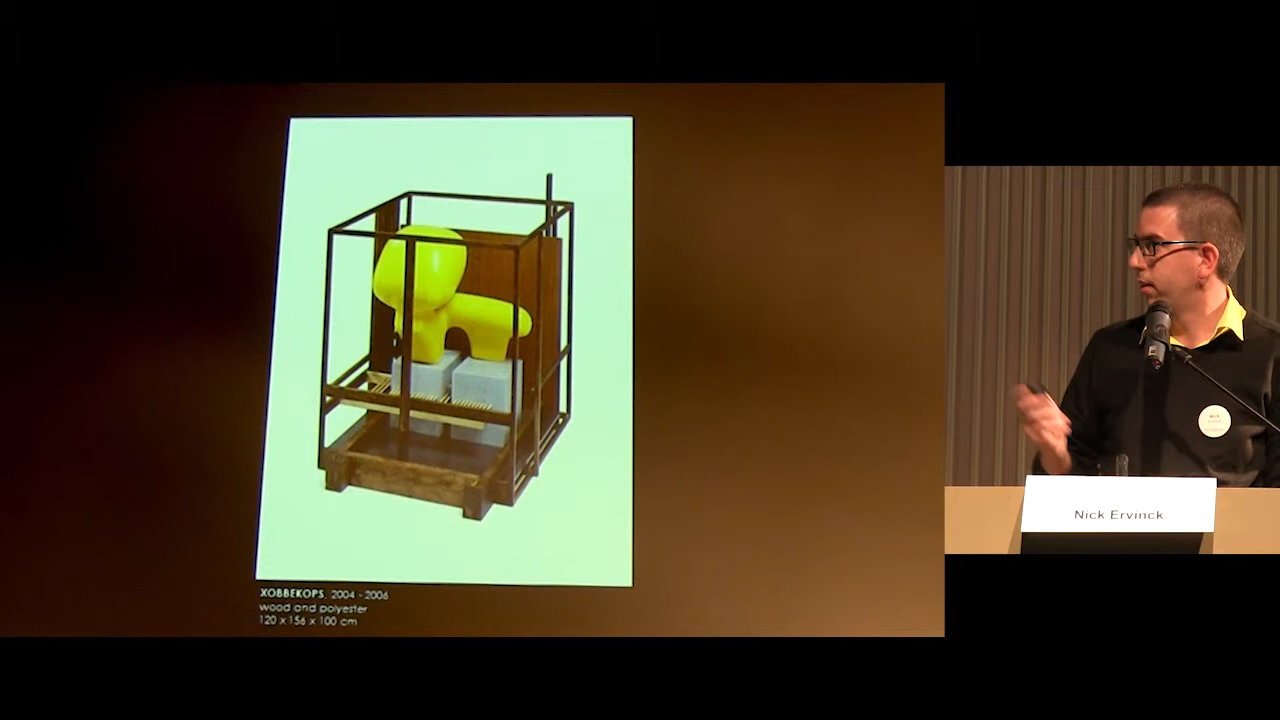 XOBBEKOPS, 2004 - 2006
wood and polyester
120 x 156 x 100 cm
Nick Ervinck